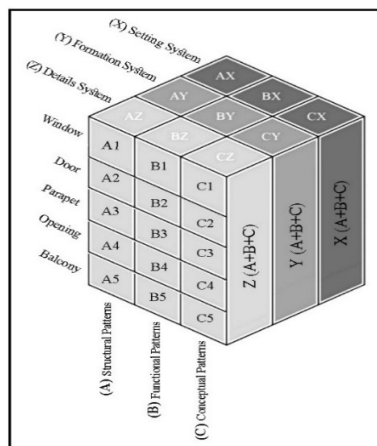 (X) Setting System
(Y) Formation System
(Z) Details System
AX
AY BX
AZ BY CX
BZ CY
CZ
Window
Door
Parapet
Opening
Balcony
A1 B1 C1
A2 B2 C2
A3 B3 C3
A4 B4 C4
A5 B5 C5
Z (A+B+C)
Y (A+B+C)
X (A+B+C)
(A) Structural Patterns
(B) Functional Patterns
(C) Conceptual Patterns